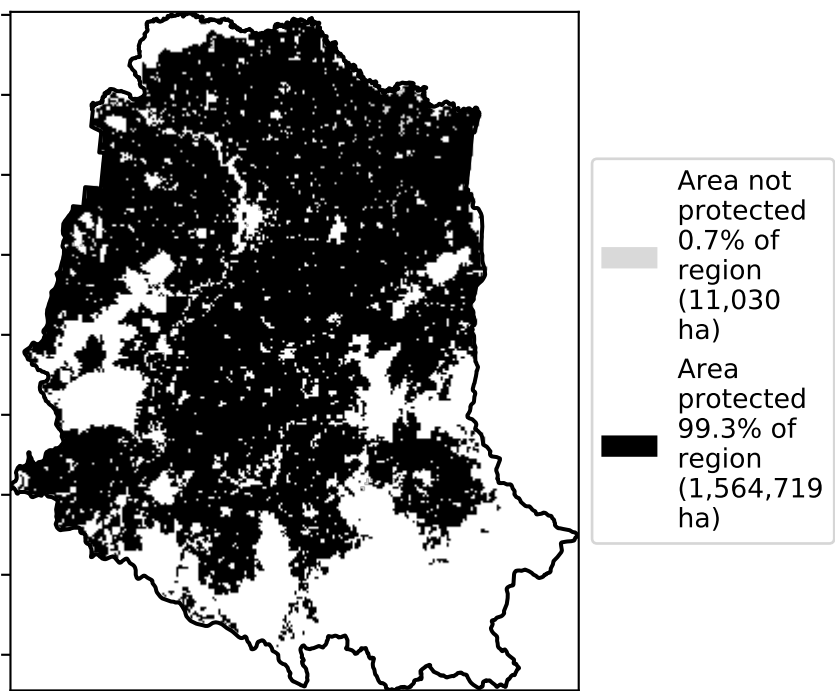 Area not
protected
0.7% of
region
(11,030
ha)
Area
protected
99.3% of
region
(1,564,719
ha)